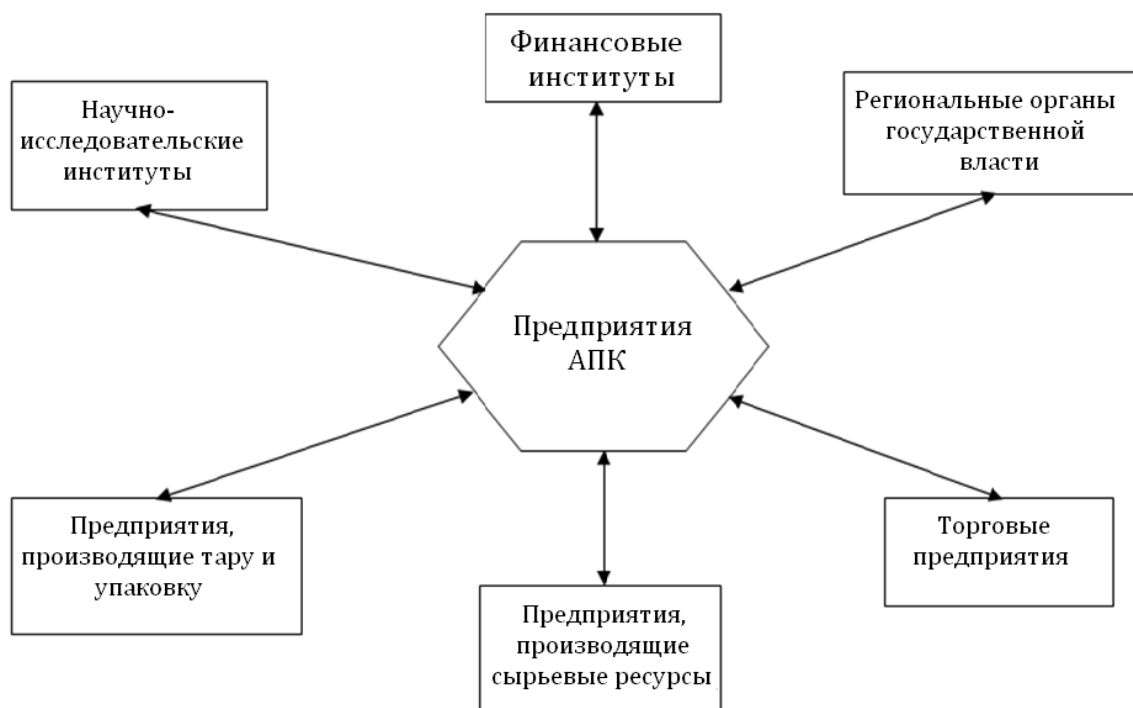 Финансовые
институты
Научно-
исследовательские
институты
Региональные органы
государственной
власти
Предприятия
АПК
Предприятия,
производящие тару и
упаковку
Предприятия,
производящие
сырьевые ресурсы
Торговые
предприятия